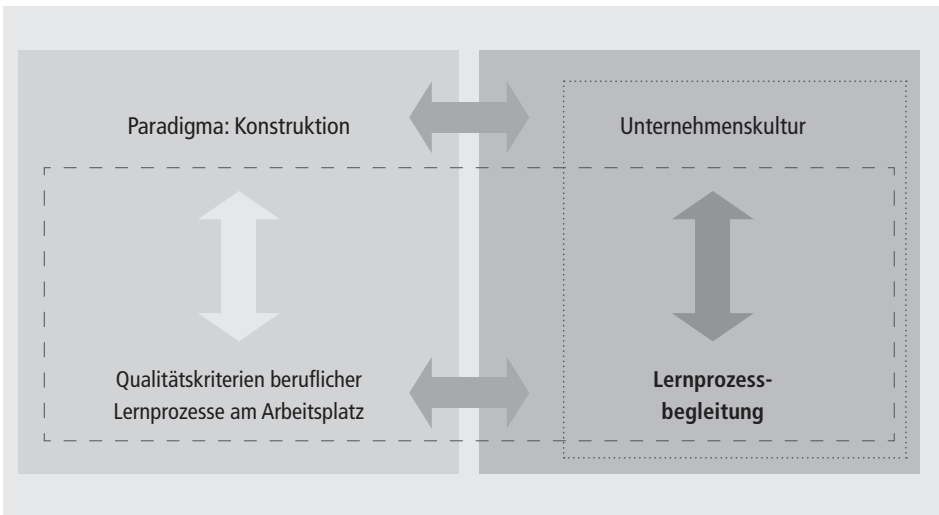 Paradigma: Konstruktion
Unternehmenskultur
Qualitätskriterien beruflicher
Lernprozesse am Arbeitsplatz
Lernprozess-
begleitung